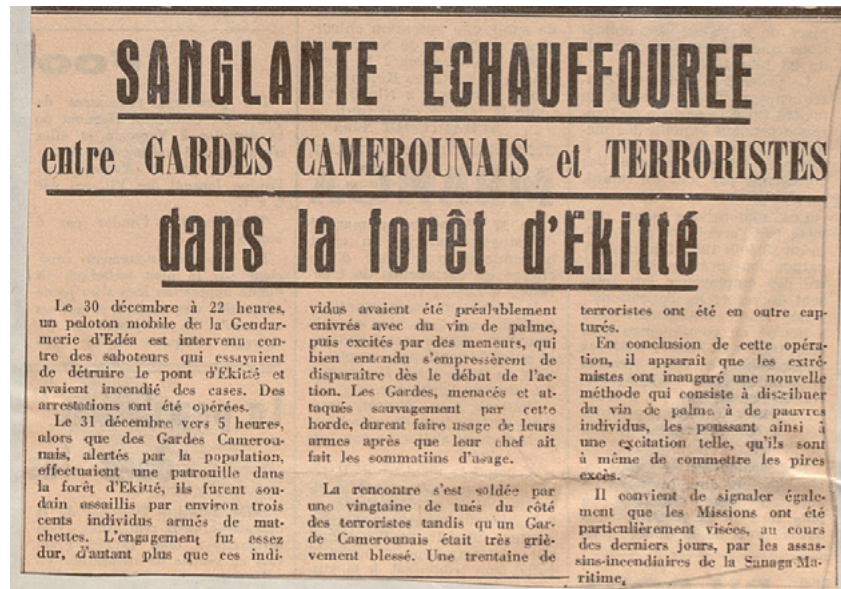 SANGLANTE ECHAUFFOUREE
entre GARDES CAMEROUNAIS et TERRORISTES
dans la forêt d'Ekitté
Le 30 décembre à 22 heures,
un peloton mobile de la Gendar-
merie d'Edéa est intervenu con-
tre des saboteurs qui essayaient
de détruire le pont d'Ekitté et
avaient incendié des cases. Des
arrestations ont été opérées.
Le 31 décembre vers 5 heures,
alors que des Gardes Camerou-
nais, alertés par la population,
effectuaient une patrouille dans
la forêt d'Ekitté, ils furent sou-
dain assaillis par environ trois
cents individus armés de mat-
chettes. L'engagement fut assez
dur, d'autant plus que ces indi-
vidus avaient été préalablement
enivrés avec du vin de palme,
puis excités par des meneurs, qui
bien entendu s'empressèrent de
disparaître dès le début de l'ac-
tion. Les Gardes, menacés et at-
taqués sauvagement par cette
horde, durent faire usage de leurs
armes après que leur chef ait
fait les sommatiins d'usage.
La rencontre s'est soldée par
une vingtaine de tués du côté
des terroristes tandis qu'un Gar-
de Camerounais était très griè-
vement blessé. Une trentaine de
terroristes ont été en outre cap-
turés.
En conclusion de cette opéra-
tion, il apparait que les extré-
mistes ont inauguré une nouvelle
méthode qui consiste à distribuer
du vin de palme à de pauvres
individus, les poussant ainsi à
une excitation telle, qu'ils sont
à même de commettre les pires
excès.
Il convient de signaler égale-
ment que les Missions ont été
particulièrement visées, au cours
des derniers jours, par les assas-
sins-incendiaires de la Sanaga-Ma-
ritime.